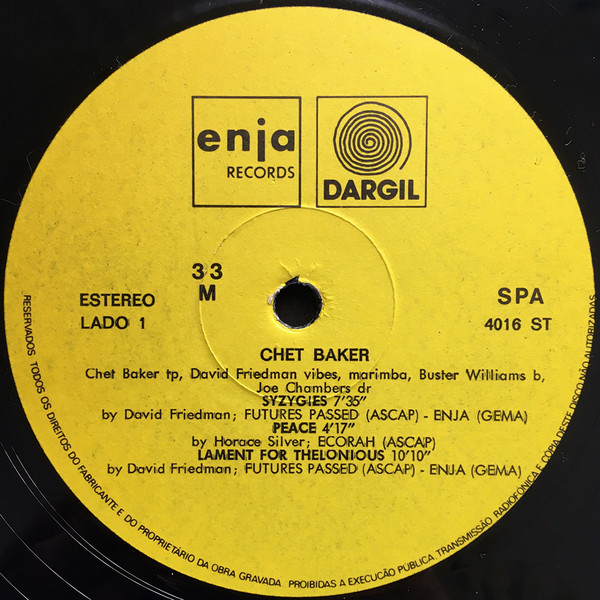 enja
RECORDS
DARGIL
33
M
ESTEREO
LADO 1
SPA
4016 ST
CHET BAKER
Chet Baker tp, David Friedman vibes, marimba, Buster Williams b,
Joe Chambers dr
SYZYGIES 7'35"
by David Friedman; FUTURES PASSED (ASCAP) - ENJA (GEMA)
PEACE 4'17"
by Horace Silver; ECORAH (ASCAP)
LAMENT FOR THELONIOUS 10'10"
by David Friedman; FUTURES PASSED (ASCAP) - ENJA (GEMA)
RESERVADOS TODOS OS DIREITOS DO FABRICANTE E DO PROPRIETÁRIO DA OBRA GRAVADA PROIBIDAS A EXECUÇÃO PÚBLICA, TRANSMISSÃO RADIOFÓNICA E CÓPIA DESTE DISCO NÃO AUTORIZADAS